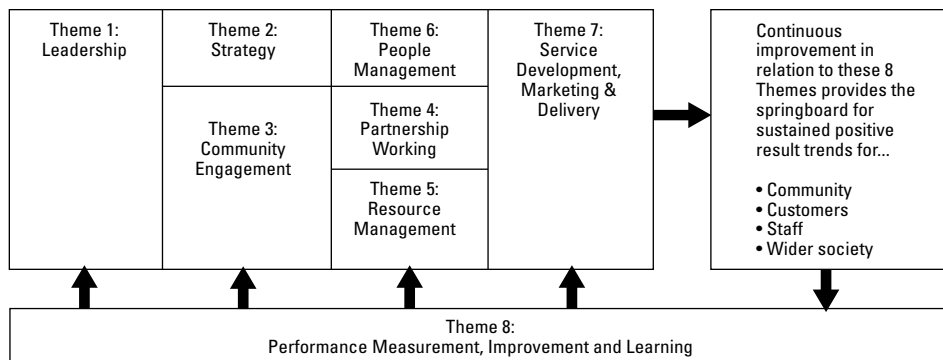 Theme 1:
Leadership
Theme 2:
Strategy
Theme 3:
Community
Engagement
Theme 6:
People
Management
Theme 4:
Partnership
Working
Theme 5:
Resource
Management
Theme 7:
Service
Development,
Marketing &
Delivery
Continuous
improvement in
relation to these 8
Themes provides the
springboard for
sustained positive
result trends for...
• Community
• Customers
• Staff
• Wider society
Theme 8:
Performance Measurement, Improvement and Learning